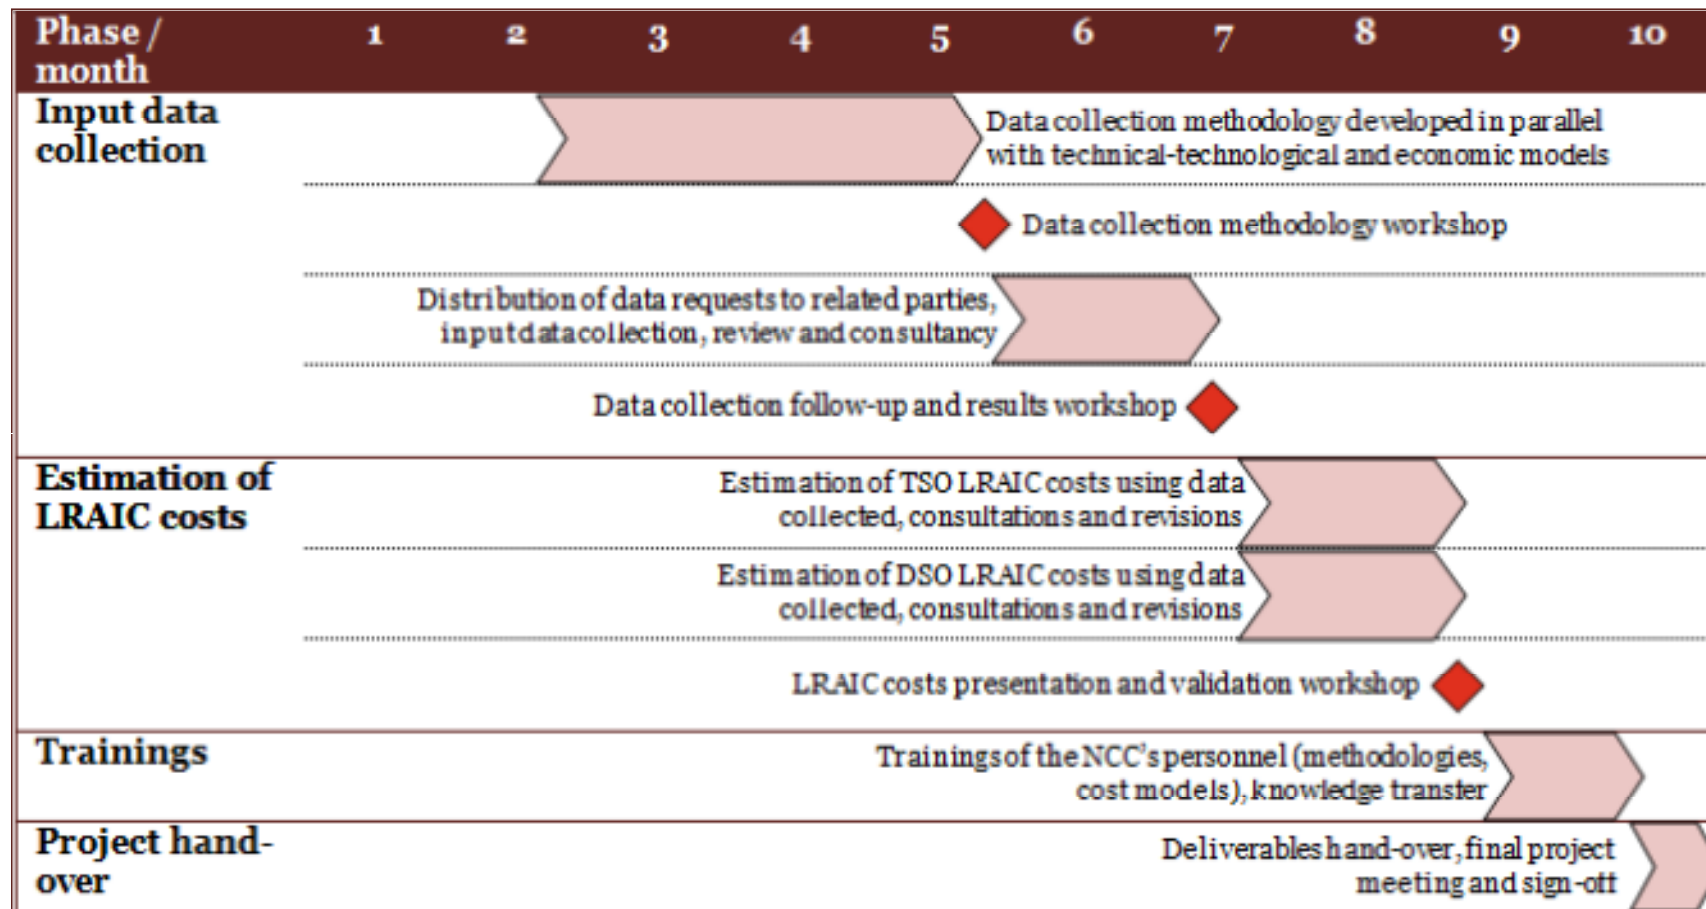 Phase / month 1 2 3 4 5 6 7 8 9 10
Input data
collection
Data collection methodology developed in parallel
with technical-technological and economic models
Data collection methodology workshop
Distribution of data requests to related parties,
input data collection, review and consultancy
Data collection follow-up and results workshop
Estimation of
LRAIC costs
Estimation of TSO LRAIC costs using data
collected, consultations and revisions
Estimation of DSO LRAIC costs using data
collected, consultations and revisions
LRAIC costs presentation and validation workshop
Trainings
Trainings of the NCC's personnel (methodologies,
cost models), knowledge transfer
Project hand-
over
Deliverables hand-over, final project
meeting and sign-off